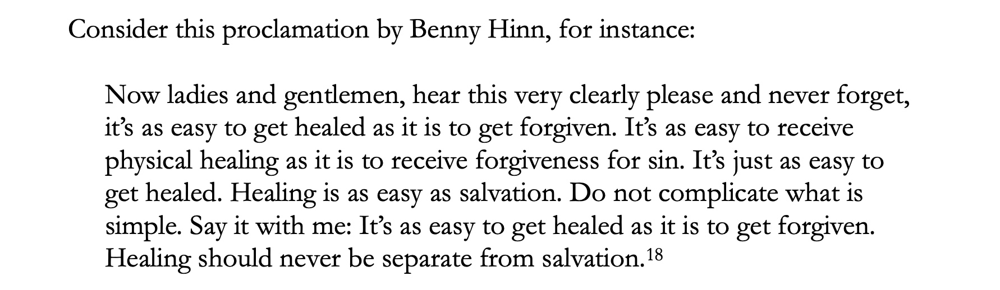 Consider this proclamation by Benny Hinn, for instance:
Now ladies and gentlemen, hear this very clearly please and never forget,
it’s as easy to get healed as it is to get forgiven. It’s as easy to receive
physical healing as it is to receive forgiveness for sin. It’s just as easy to
get healed. Healing is as easy as salvation. Do not complicate what is
simple. Say it with me: It’s as easy to get healed as it is to get forgiven.
Healing should never be separate from salvation.18